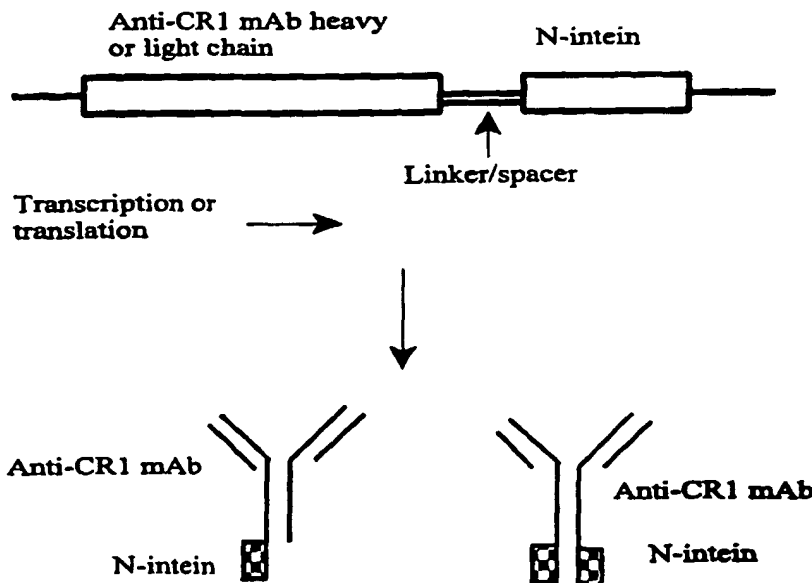 Anti-CR1 mAb heavy
or light chain
N-intein
Linker/spacer
Transcription or
translation
Anti-CR1 mAb
Anti-CR1 mAb
N-intein
N-intein